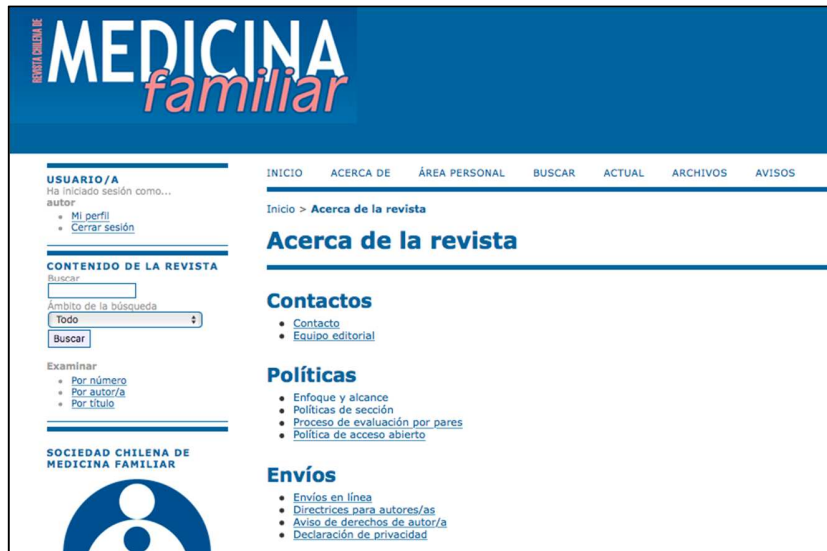 REVISTA CHILENA DE
MEDICINA
familiar
USUARIO/A
Ha iniciado sesión como...
autor
Mi perfil
Cerrar sesión
CONTENIDO DE LA REVISTA
Buscar
Ámbito de la búsqueda
Todo
Buscar
Examinar
Por número
Por autor/a
Por título
SOCIEDAD CHILENA DE
MEDICINA FAMILIAR
INICIO ACERCA DE ÁREA PERSONAL BUSCAR ACTUAL ARCHIVOS AVISOS
Inicio > Acerca de la revista
Acerca de la revista
Contactos
Contacto
Equipo editorial
Políticas
Enfoque y alcance
Políticas de sección
Proceso de evaluación por pares
Política de acceso abierto
Envíos
Envíos en línea
Directrices para autores/as
Aviso de derechos de autor/a
Declaración de privacidad